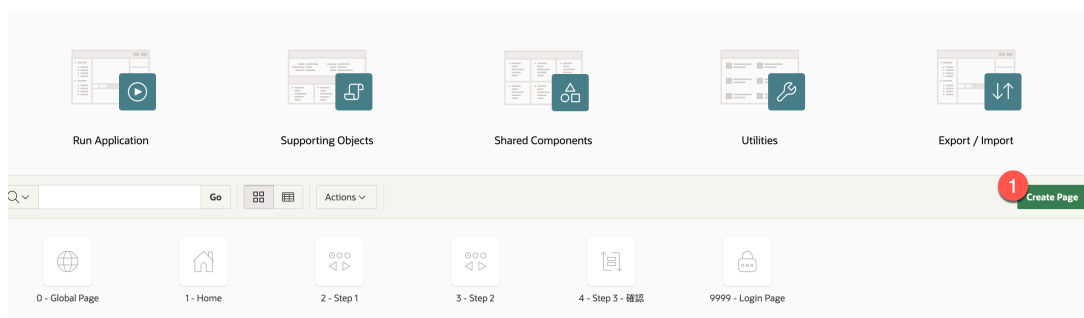 Run Application
Supporting Objects
Shared Components
Utilities
Export / Import
Go
Actions
1
Create Page
0 - Global Page
1 - Home
2 - Step 1
3 - Step 2
4 - Step 3 - 確認
9999 - Login Page